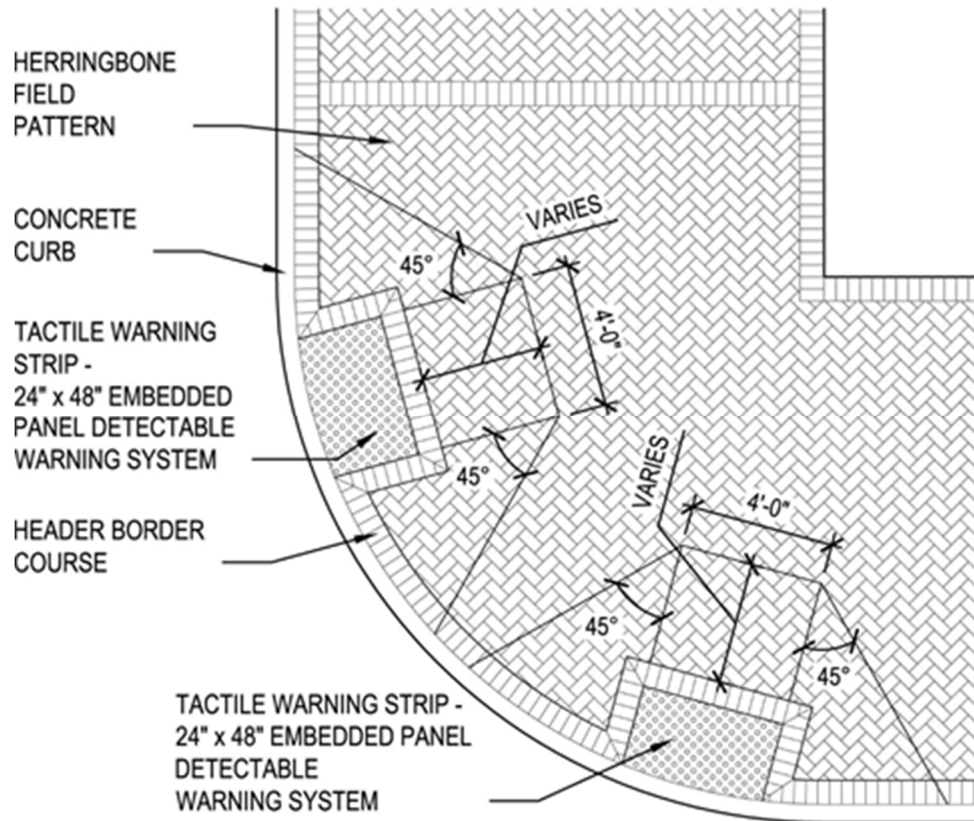 HERRINGBONE
FIELD
PATTERN
CONCRETE
CURB
TACTILE WARNING
STRIP -
24" x 48" EMBEDDED
PANEL DETECTABLE
WARNING SYSTEM
HEADER BORDER
COURSE
VARIES
45°
4'-0"
45°
VARIES
4'-0"
45°
45°
TACTILE WARNING STRIP -
24" x 48" EMBEDDED PANEL
DETECTABLE
WARNING SYSTEM